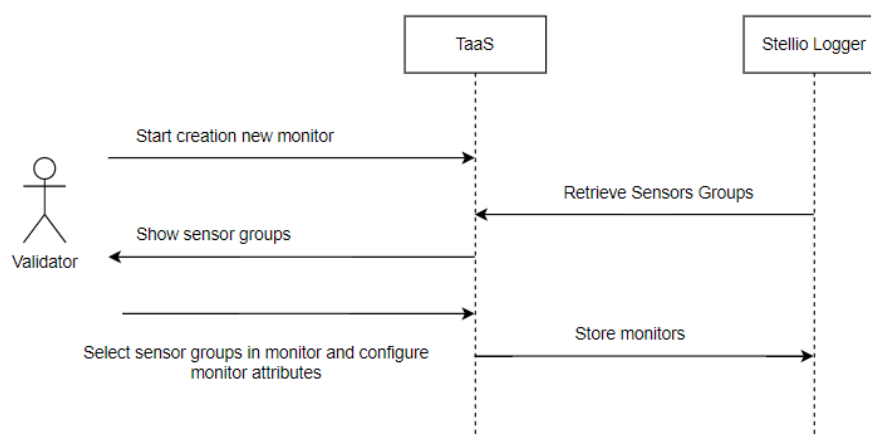 TaaS
Stellio Logger
Start creation new monitor
Retrieve Sensors Groups
Show sensor groups
Validator
Store monitors
Select sensor groups in monitor and configure
monitor attributes